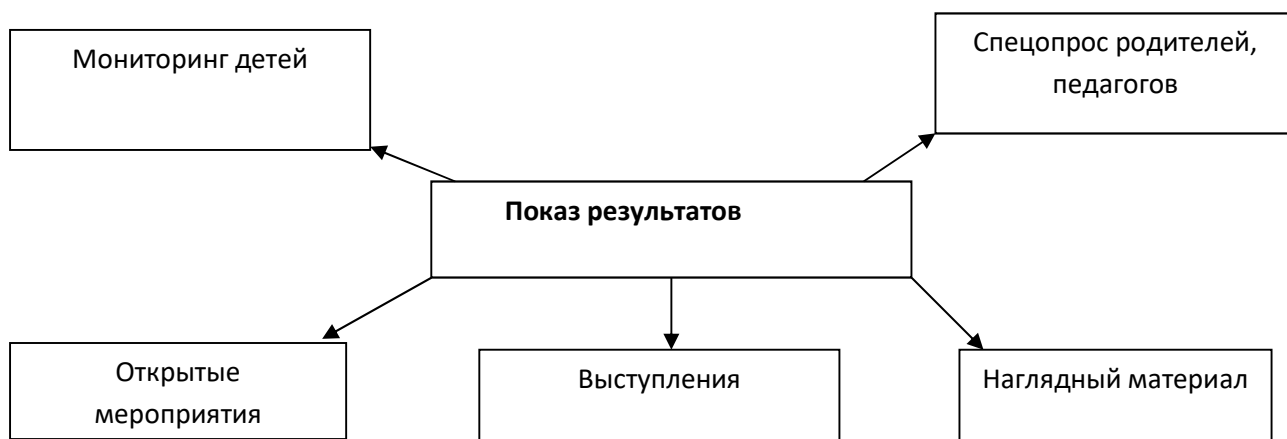 Мониторинг детей
Спецопрос родителей,
педагогов
Показ результатов
Открытые
мероприятия
Выступления
Наглядный материал